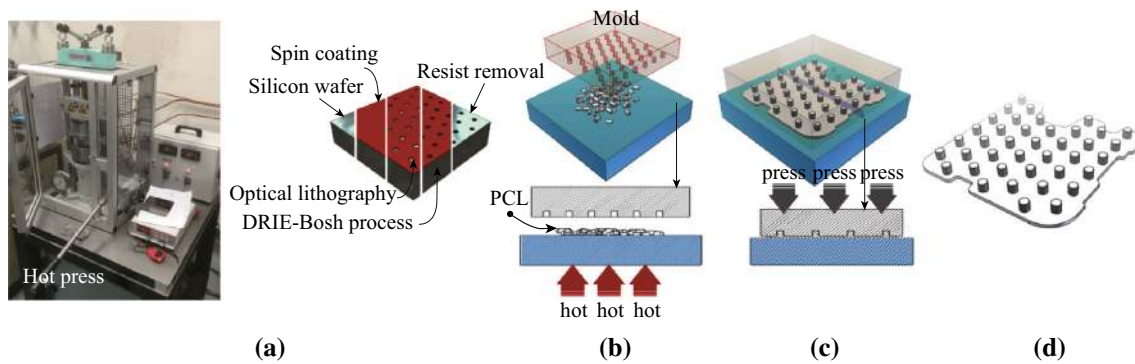 Hot press
Spin coating
Silicon wafer
Resist removal
Optical lithography
DRIE-Bosh process
Mold
PCL
hot hot hot
press press press
(a) (b) (c) (d)